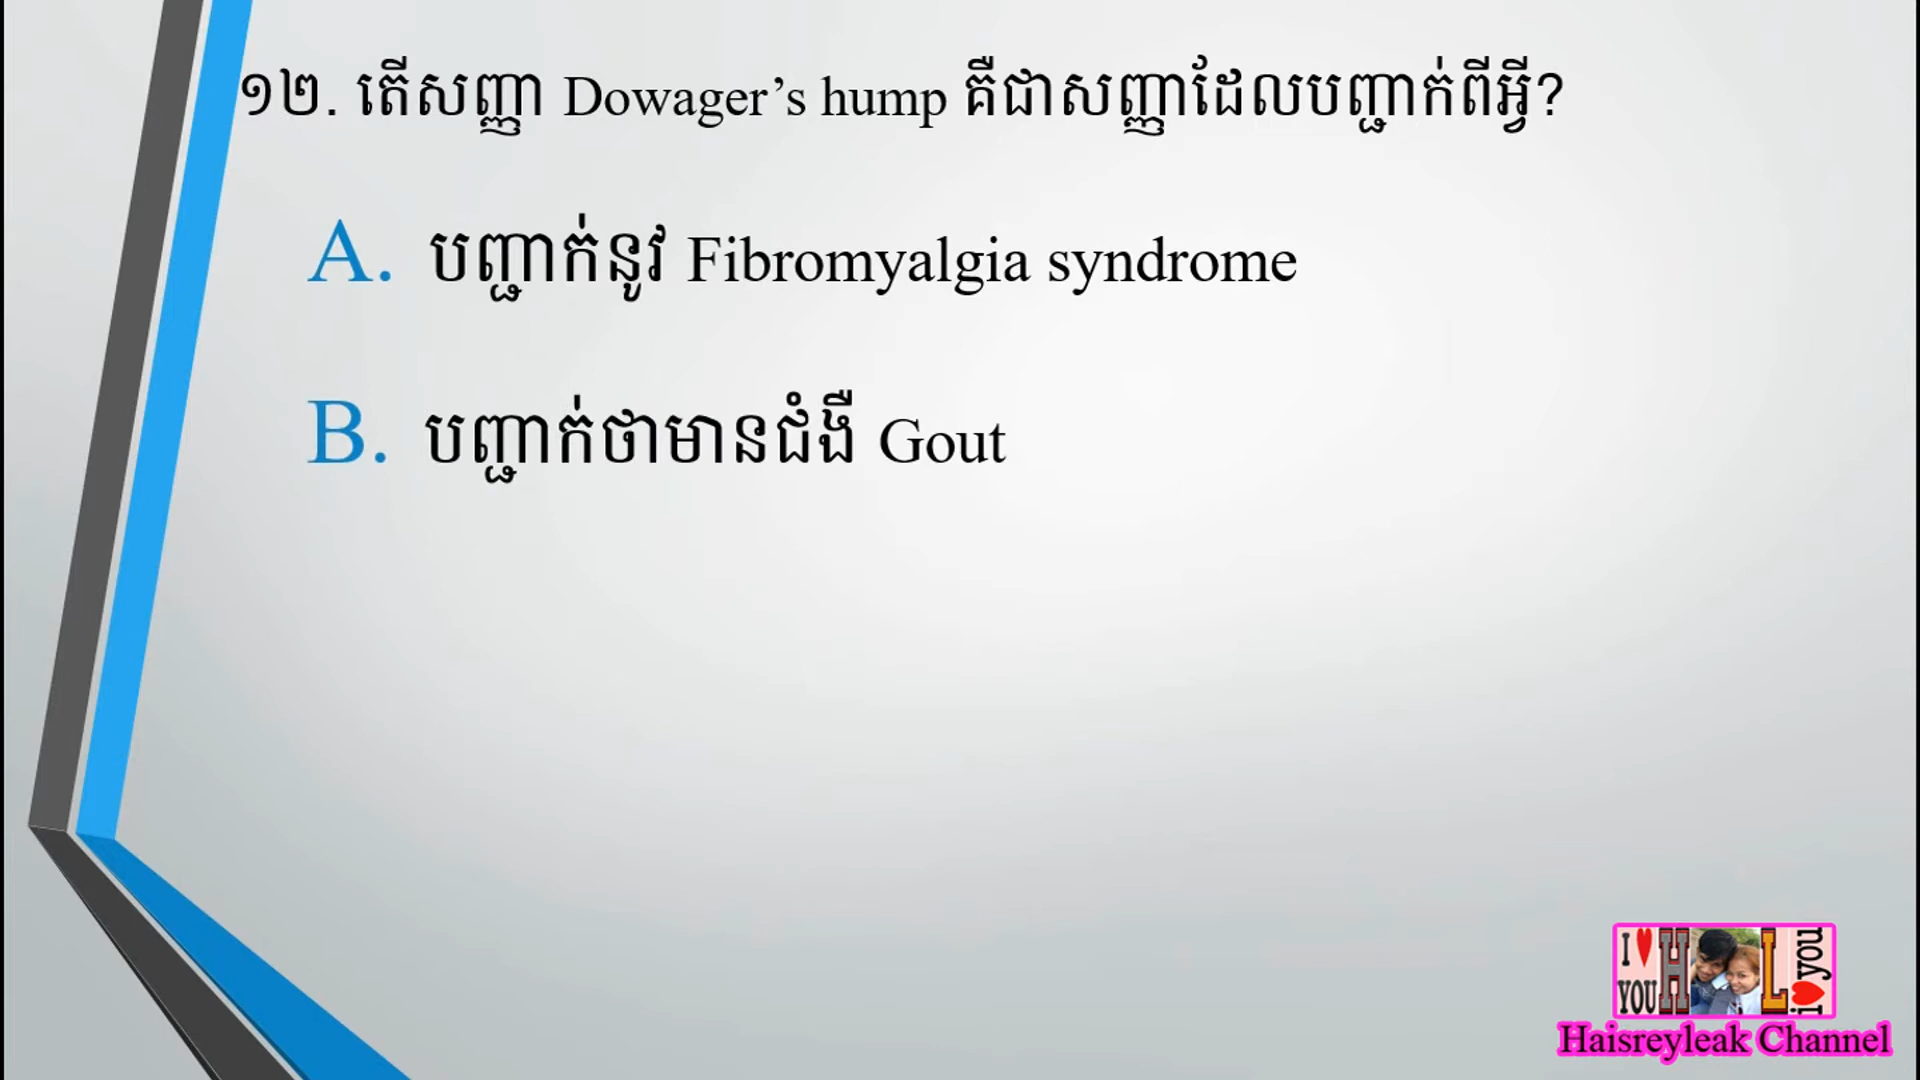 ១២. តើសញ្ញា Dowager’s hump គឺជាសញ្ញាដែលបញ្ជាក់ពីអ្វី?
A. បញ្ជាក់នូវ Fibromyalgia syndrome
B. បញ្ជាក់ថាមានជំងឺ Gout
I ♥ YOU H L i ♥ you
Haisreyleak Channel